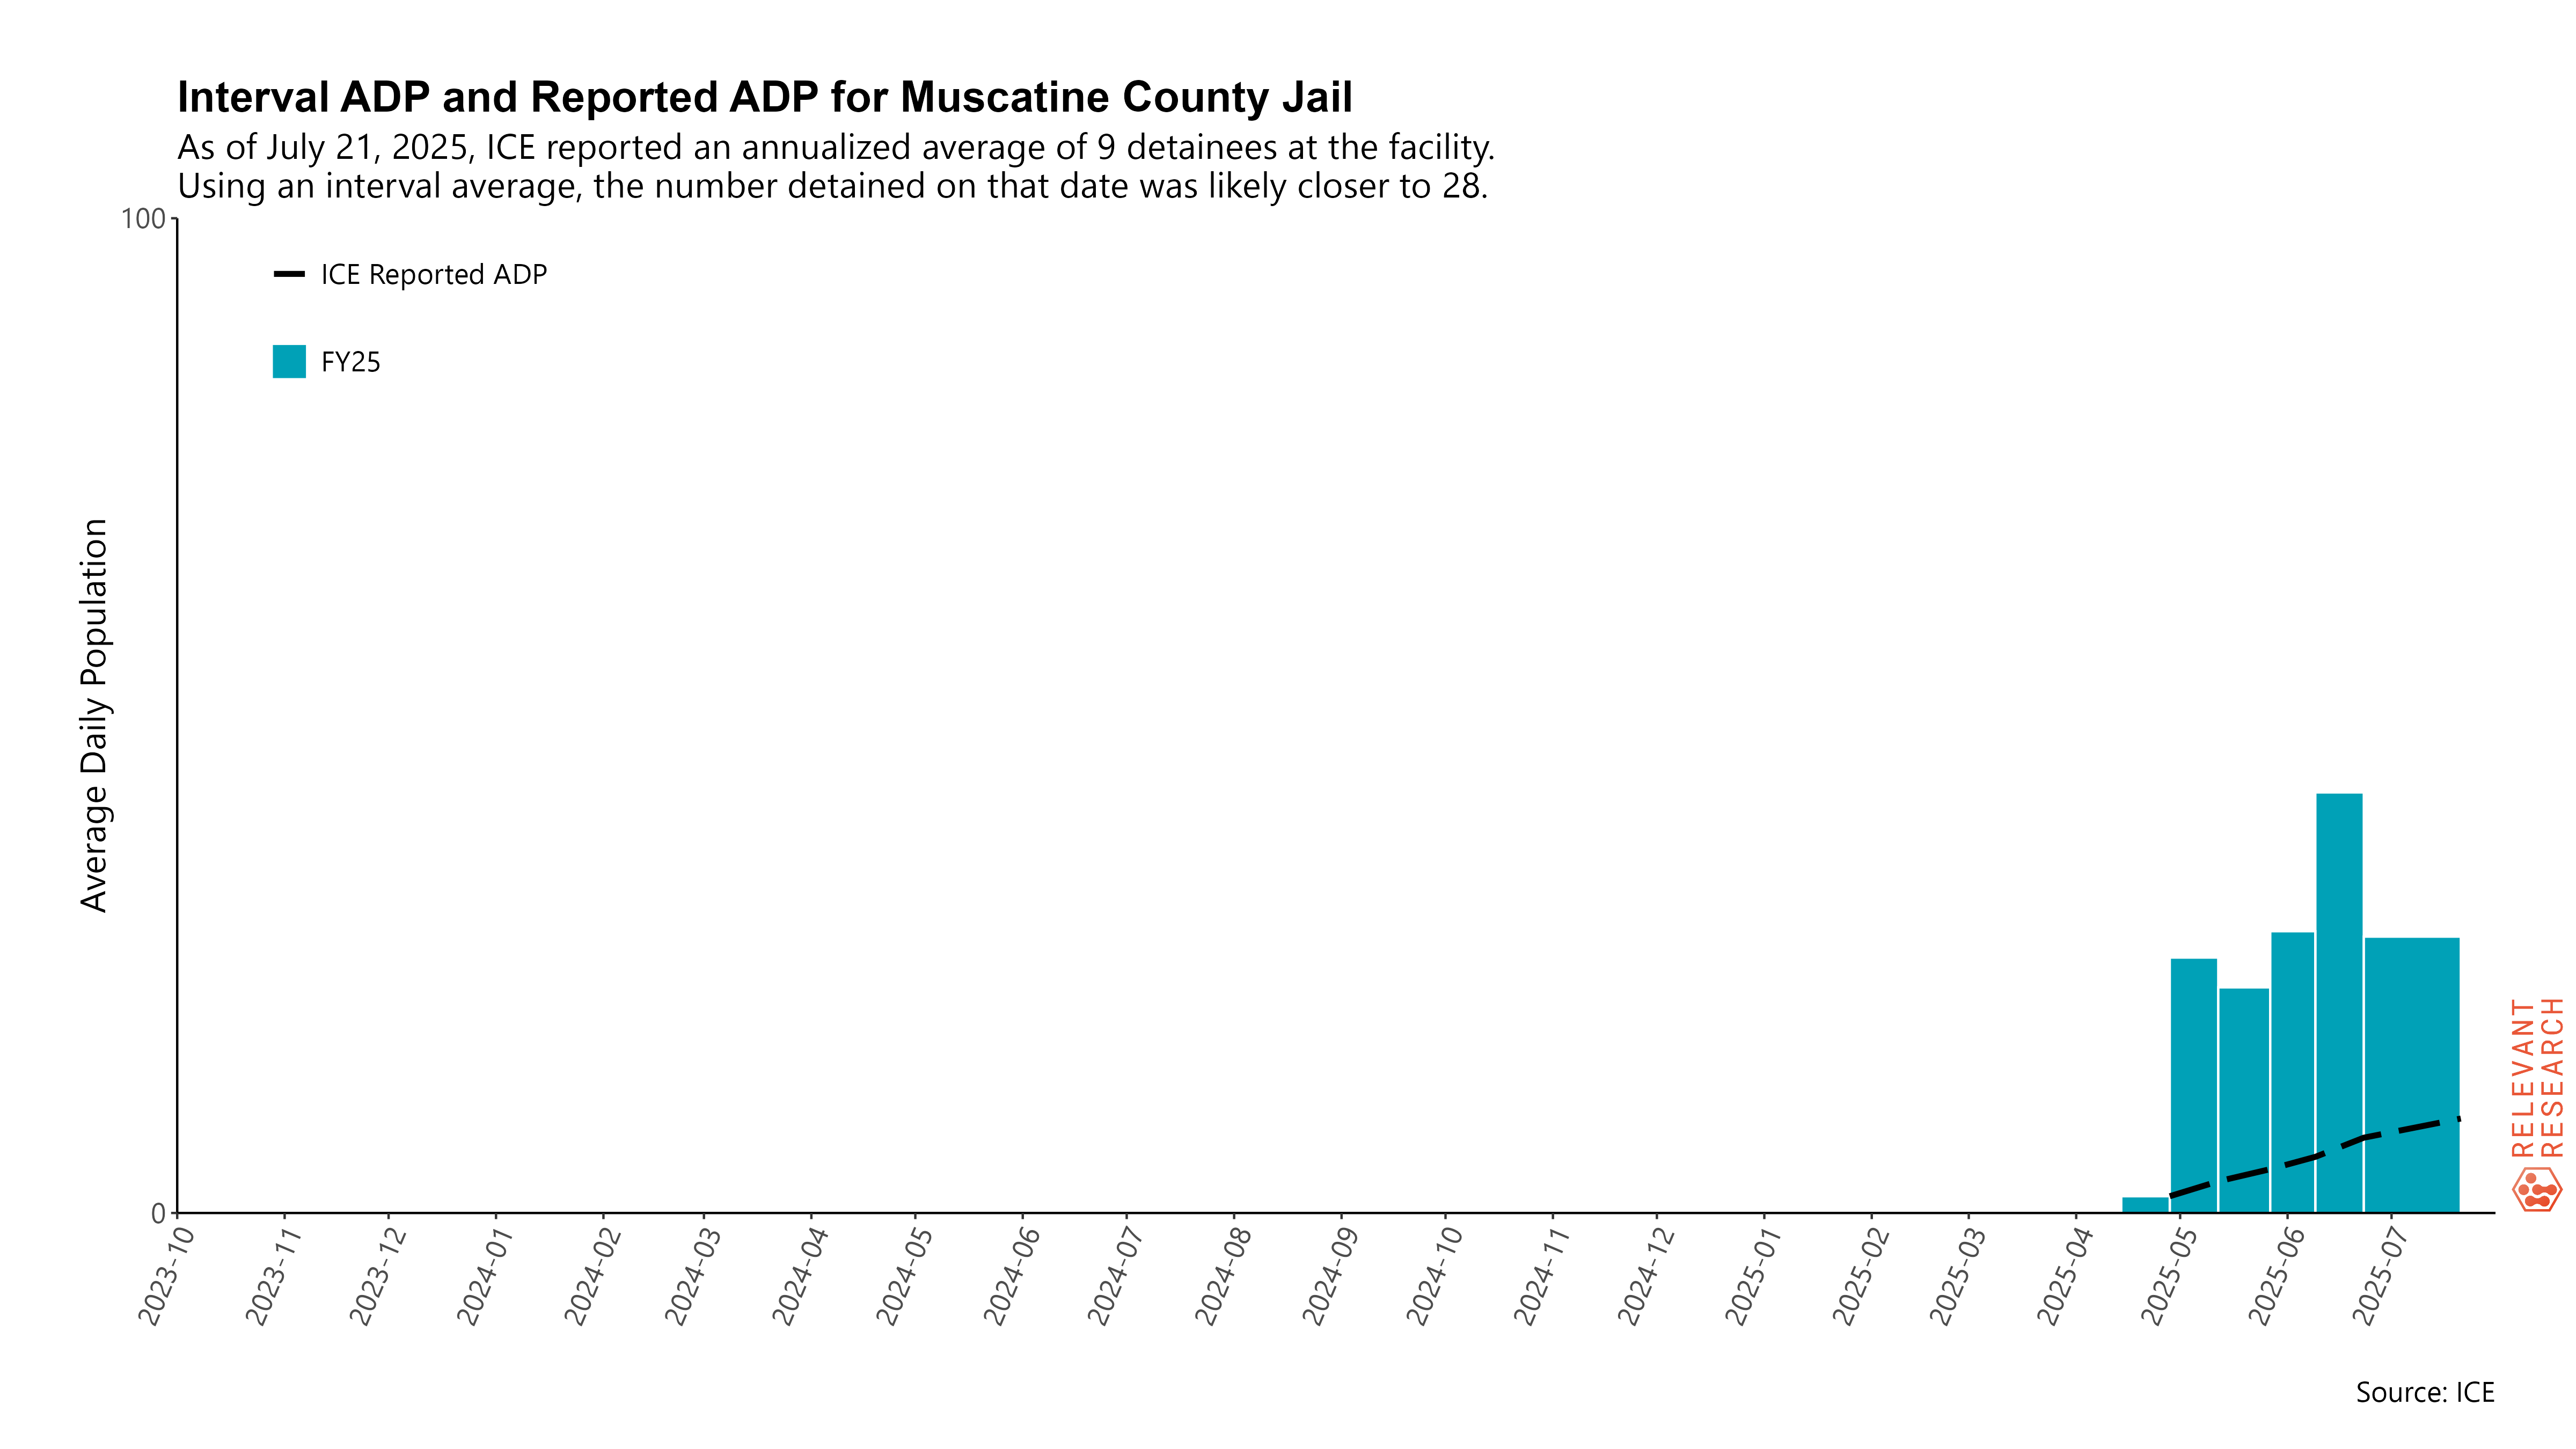 Interval ADP and Reported ADP for Muscatine County Jail
As of July 21, 2025, ICE reported an annualized average of 9 detainees at the facility.
Using an interval average, the number detained on that date was likely closer to 28.
100
ICE Reported ADP
FY25
Average Daily Population
0
2023-10
2023-11
2023-12
2024-01
2024-02
2024-03
2024-04
2024-05
2024-06
2024-07
2024-08
2024-09
2024-10
2024-11
2024-12
2025-01
2025-02
2025-03
2025-04
2025-05
2025-06
2025-07
RELEVANT
RESEARCH
Source: ICE